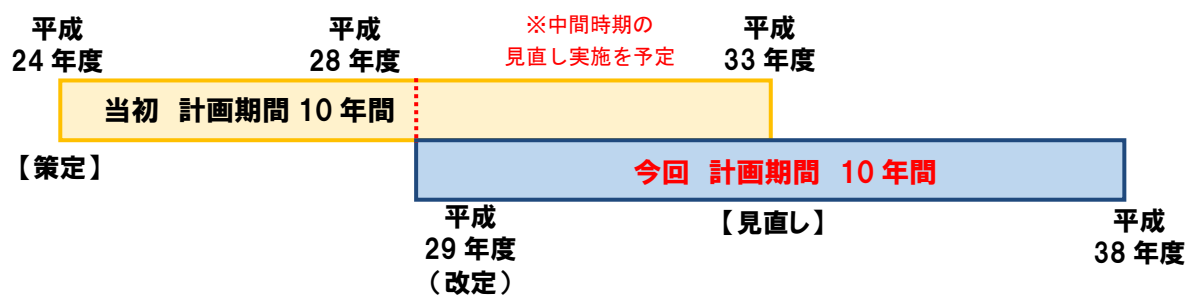 平成
24 年度
平成
28 年度
※中間時期の
見直し実施を予定
平成
33 年度
当初 計画期間 10 年間
【策定】
今回 計画期間 10 年間
平成
29 年度
（改定）
【見直し】
平成
38 年度